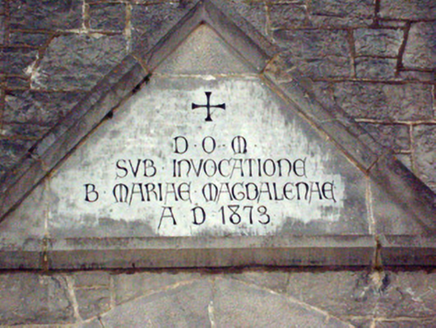 D·O·M·
SVB INVOCATIONE
B· MARIAE MAGDALENAE
A D 1873